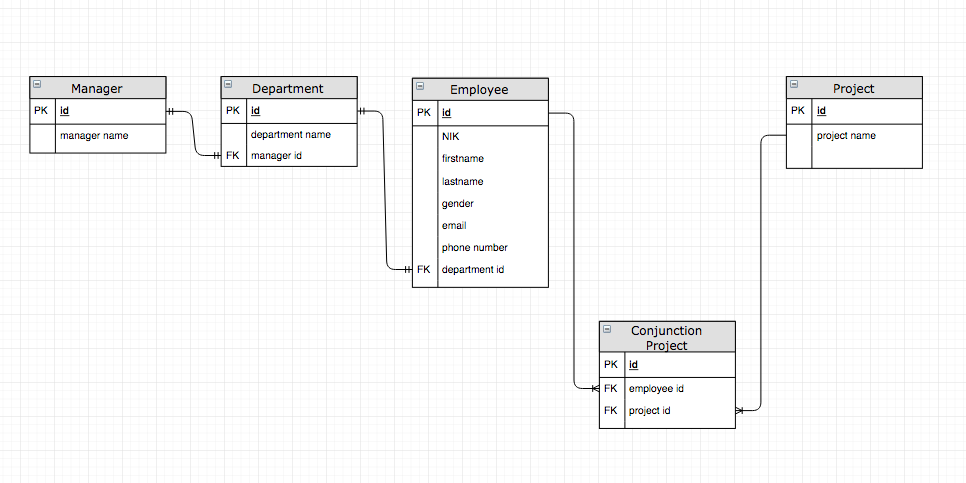 Manager
PK id
manager name
Department
PK id
department name
FK manager id
Employee
PK id
NIK
firstname
lastname
gender
email
phone number
FK department id
Project
PK id
project name
Conjunction
Project
PK id
FK employee id
FK project id